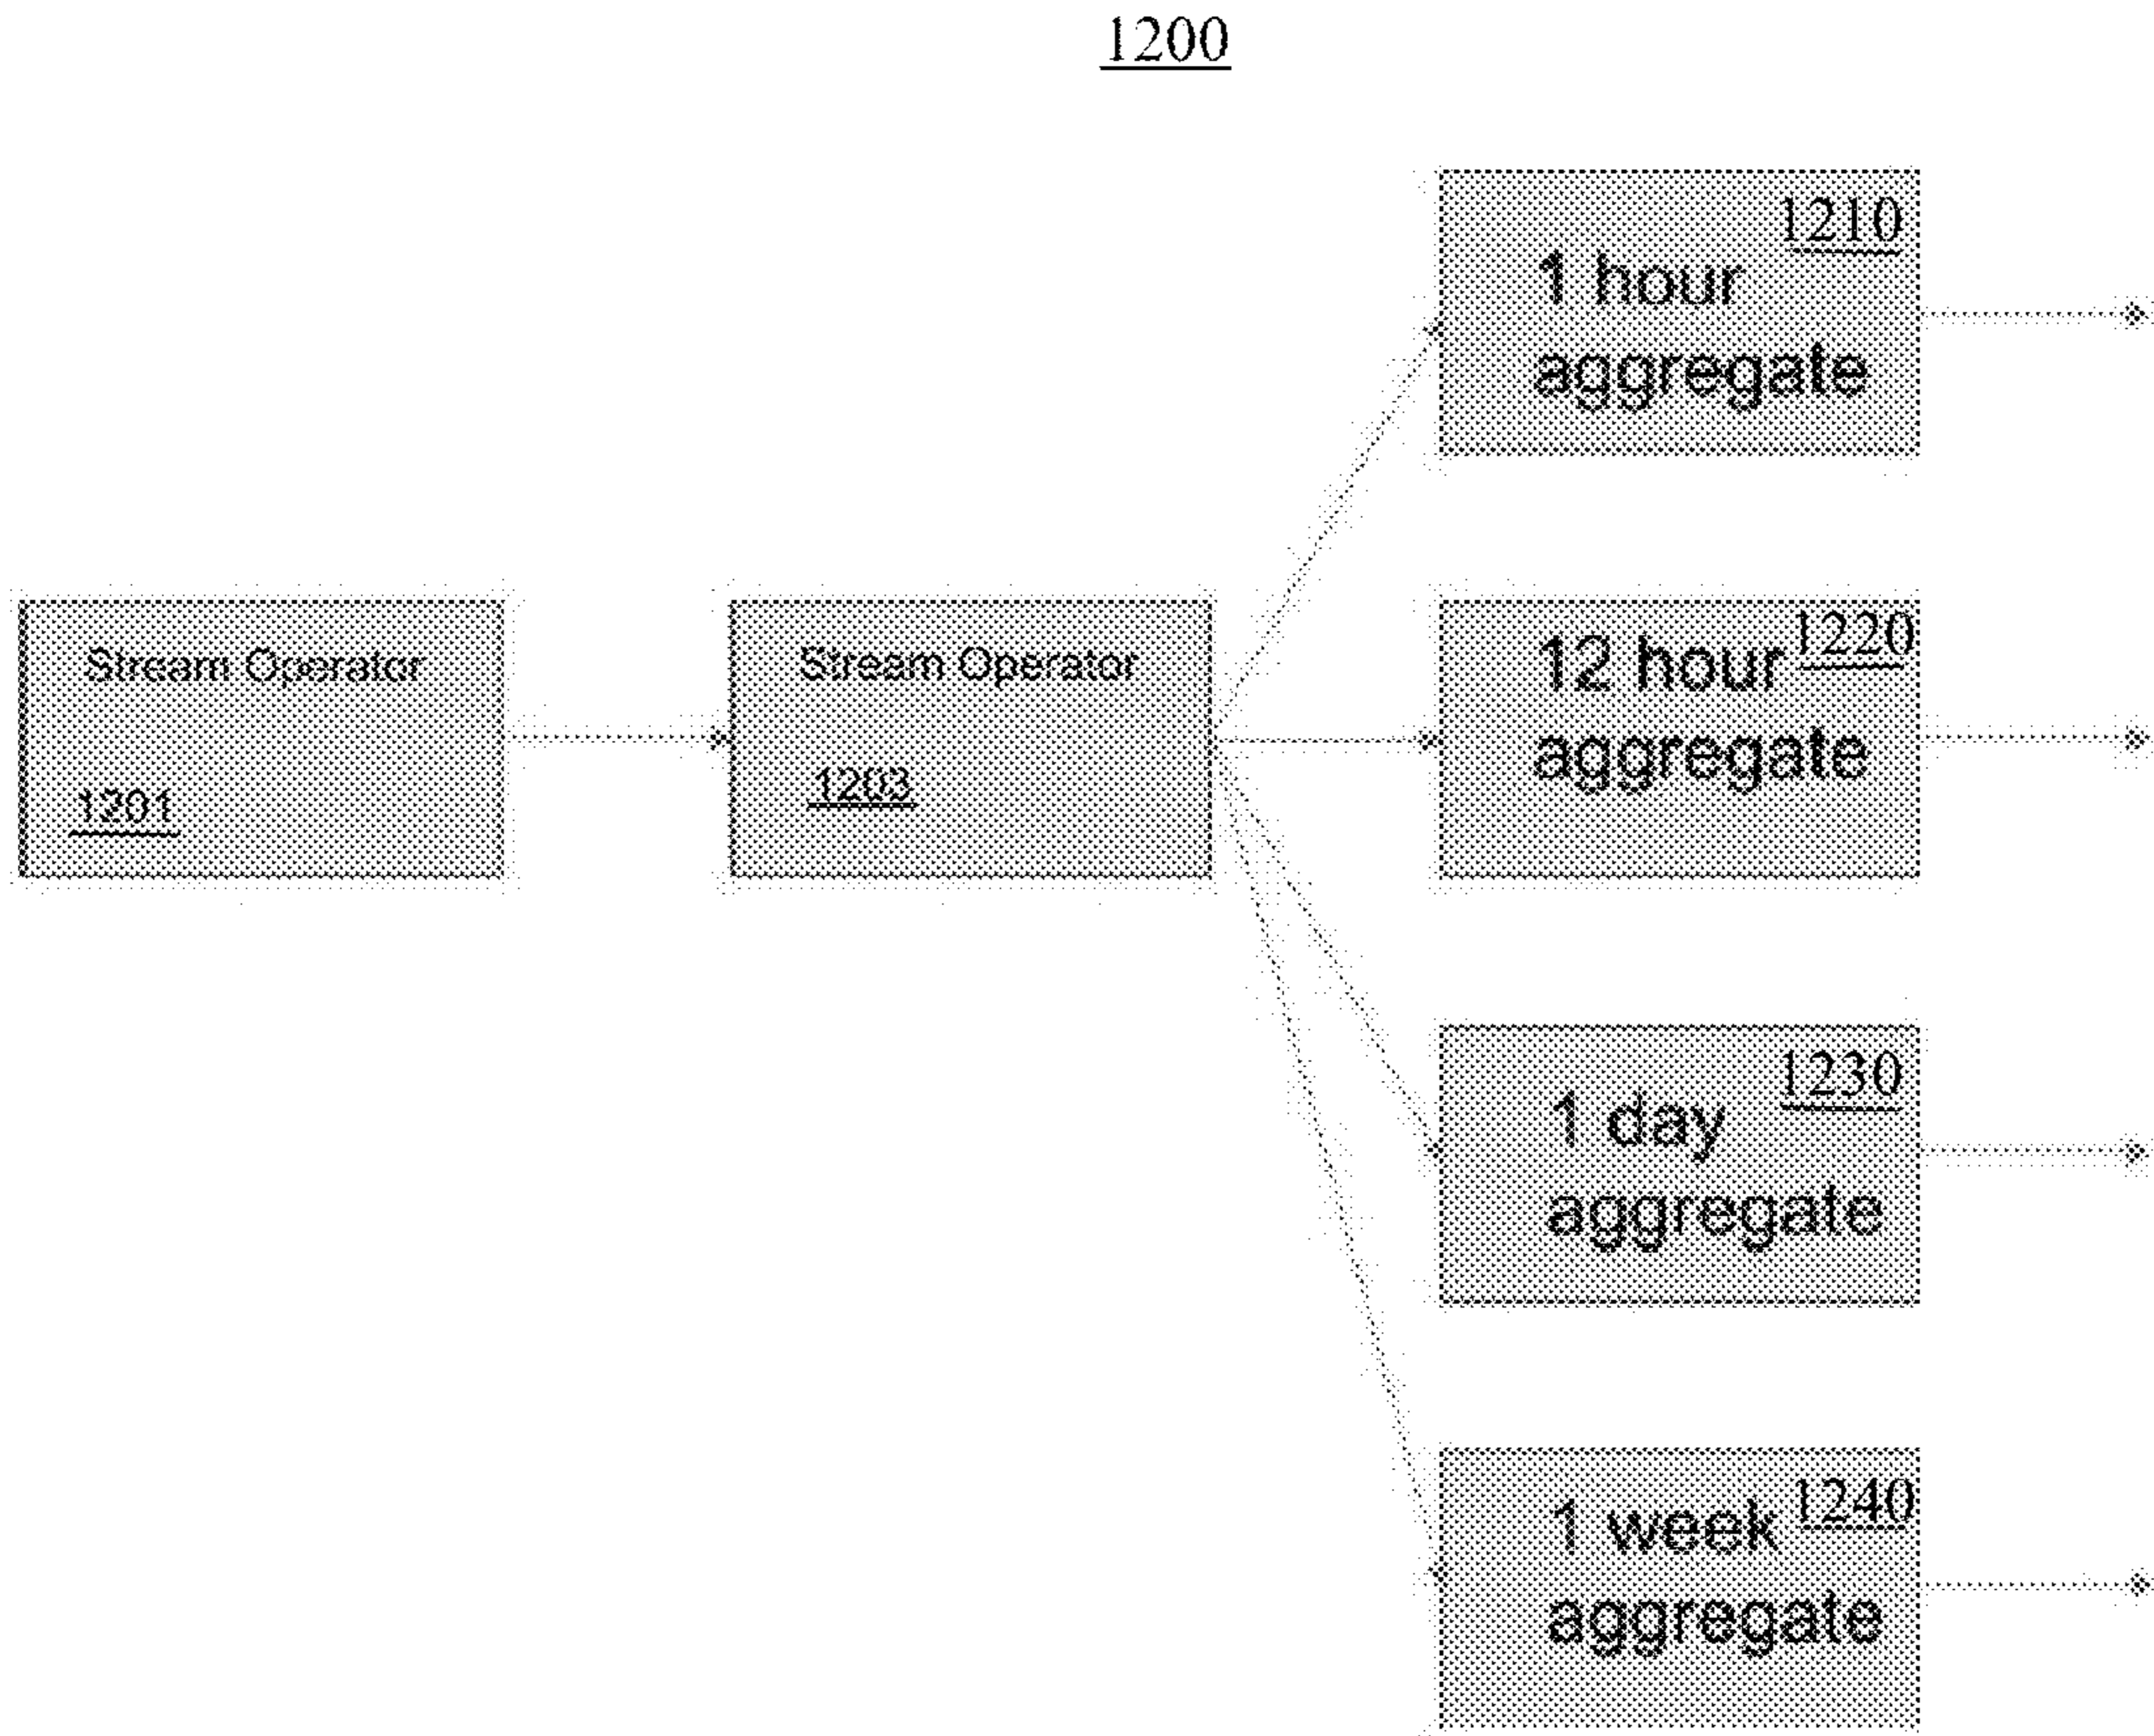 1200
Stream Operator
1201
Stream Operator
1203
1210
1 hour
aggregate
1220
12 hour
aggregate
1230
1 day
aggregate
1240
1 week
aggregate